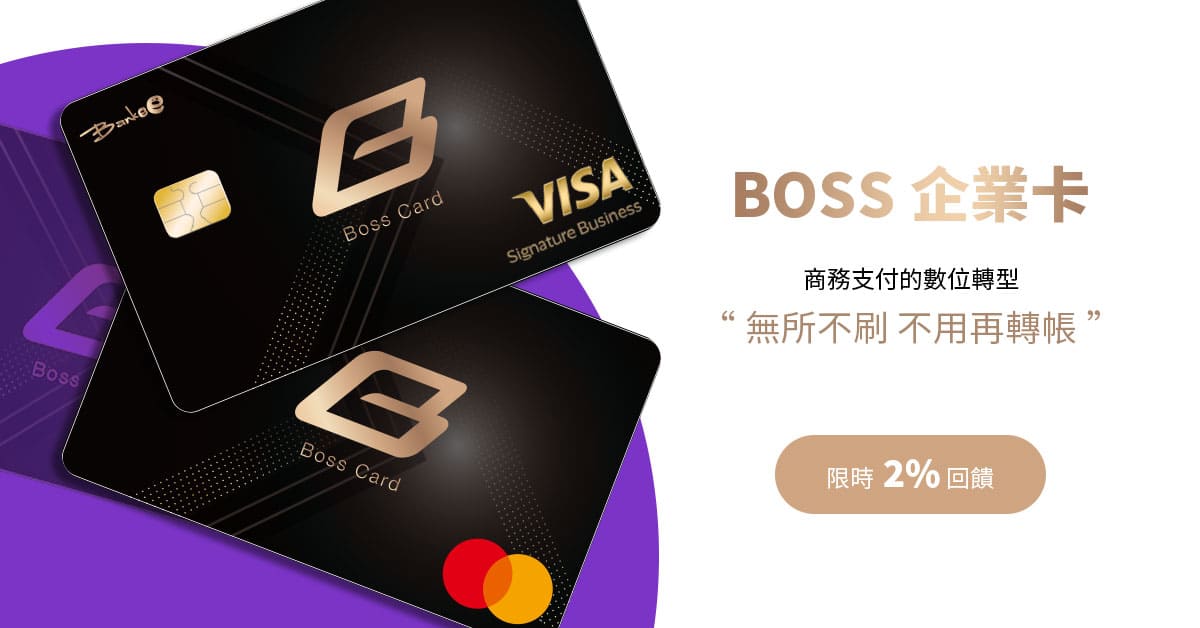 Bankee
Boss Card
VISA
Signature Business
Boss
Boss Card
BOSS 企業卡
商務支付的數位轉型
“ 無所不刷 不用再轉帳 ”
限時 2% 回饋